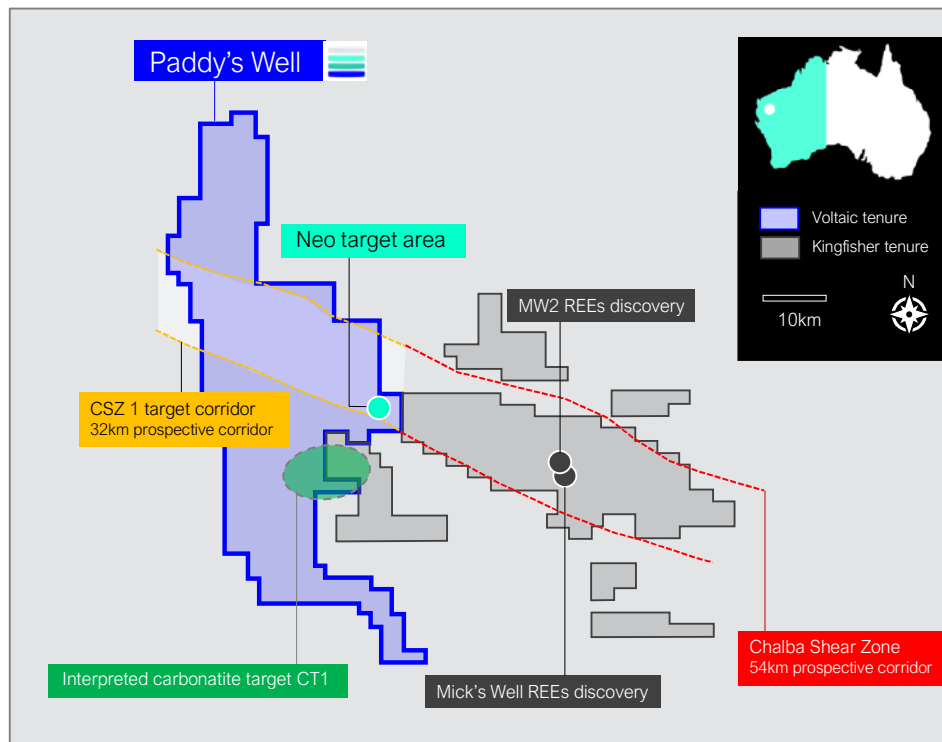 Paddy's Well
Neo target area
MW2 REEs discovery
Voltaic tenure
Kingfisher tenure
10km
N
CSZ 1 target corridor
32km prospective corridor
Interpreted carbonatite target CT1
Mick's Well REEs discovery
Chalba Shear Zone
54km prospective corridor